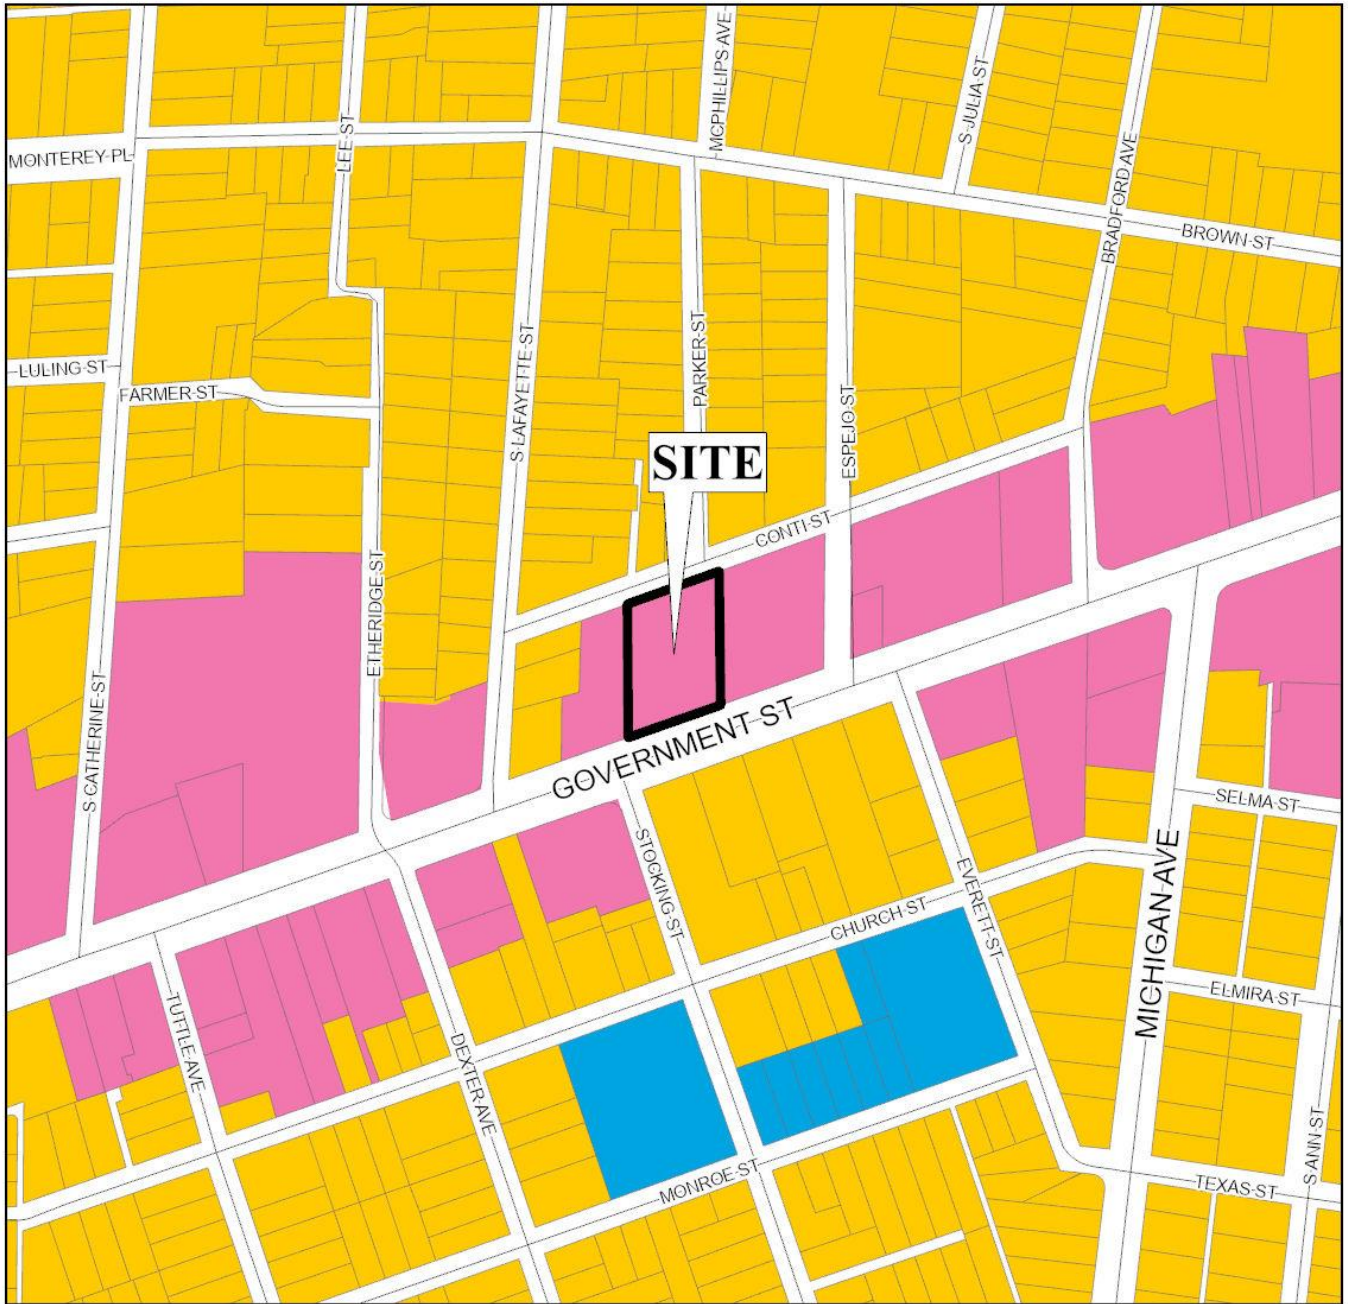 MCPHILLIPS AVE
S JULIA ST
LEE ST
MONTEREY PL
BRADFORD AVE
BROWN ST
LULING ST
FARMER ST
S LAFAYETTE ST
PARKER ST
ESPEJO ST
SITE
CONTI ST
ETHERIDGE ST
S CATHERINE ST
GOVERNMENT ST
SELMA ST
STOCKING ST
EVERETT ST
MICHIGAN AVE
CHURCH ST
ELMIRA ST
TUTTLE AVE
DEXTER AVE
S ANN ST
MONROE ST
TEXAS ST